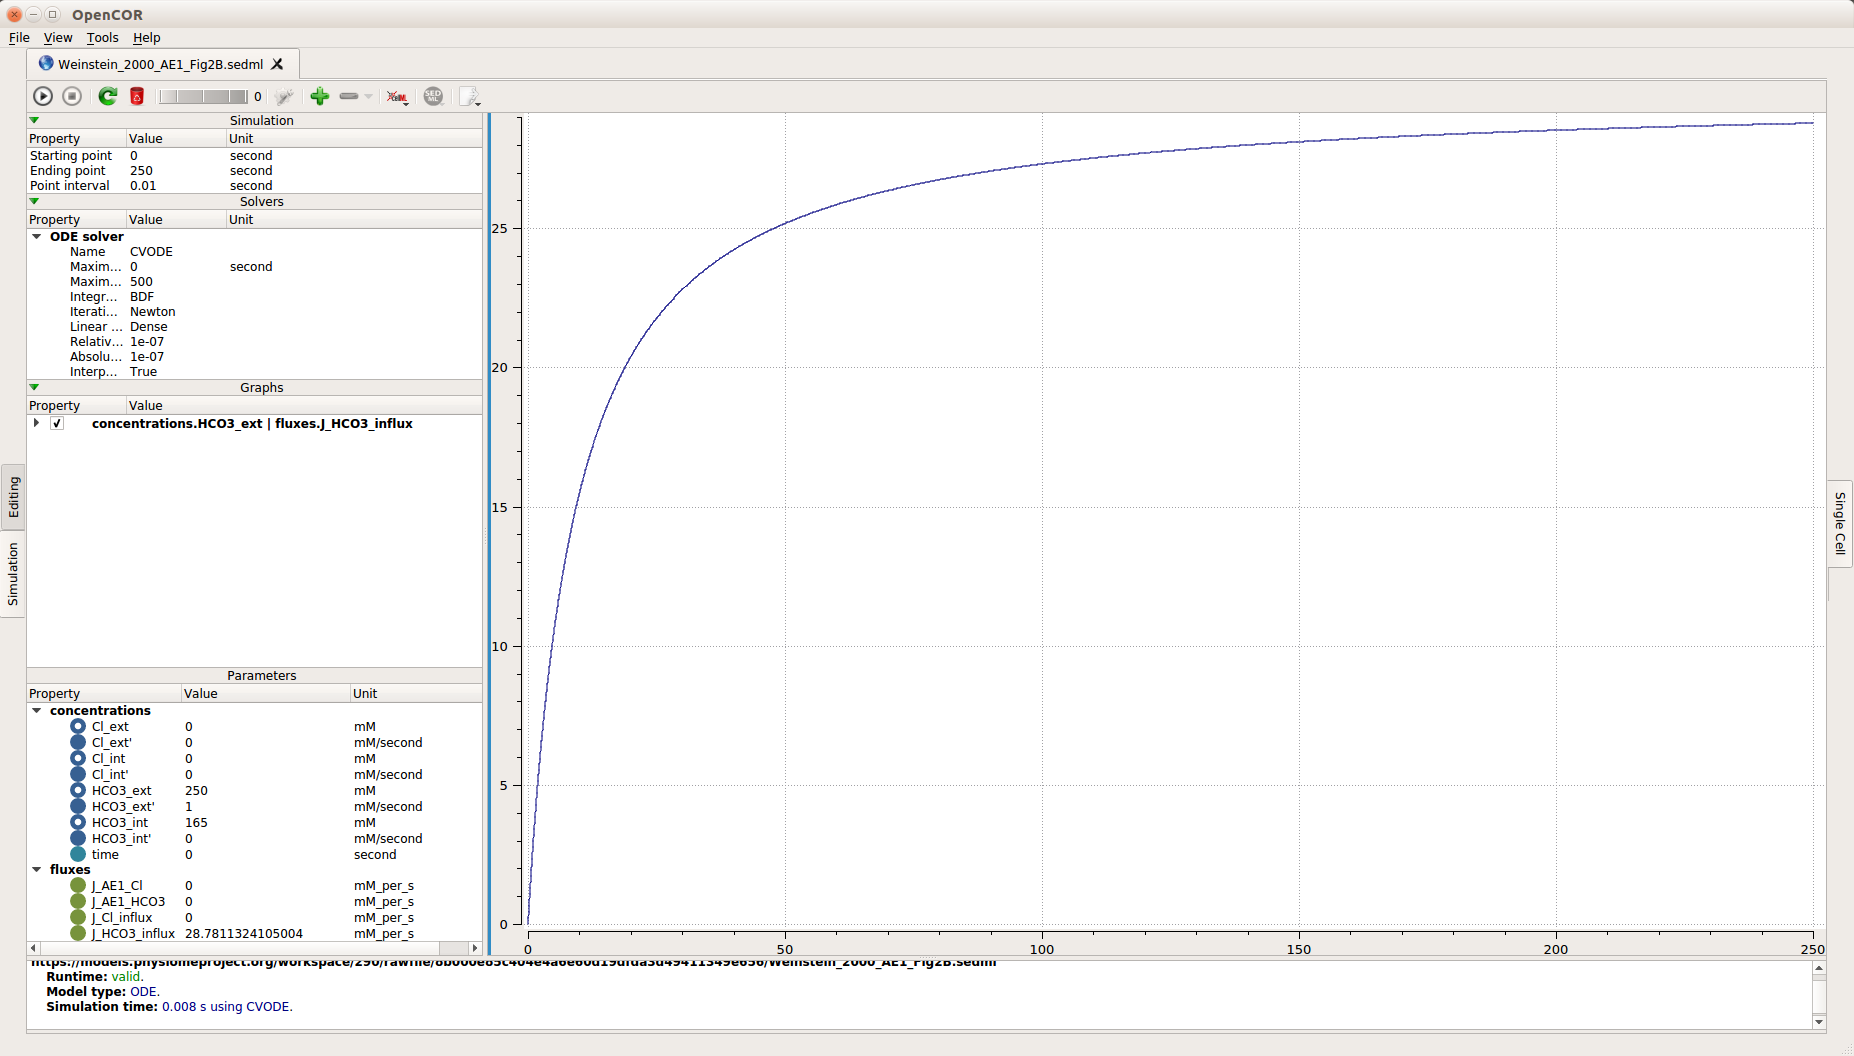 OpenCOR
File View Tools Help
Weinstein_2000_AE1_Fig2B.sedml
0
Simulation
Property Value Unit
Starting point 0 second
Ending point 250 second
Point interval 0.01 second
Solvers
Property Value Unit
ODE solver
Name CVODE
Maxim... 0 second
Maxim... 500
Integr... BDF
Iterati... Newton
Linear ... Dense
Relativ... 1e-07
Absolu... 1e-07
Interp... True
Graphs
Property Value
concentrations.HCO3_ext | fluxes.J_HCO3_influx
Editing
Simulation
Parameters
Property Value Unit
concentrations
Cl_ext 0 mM
Cl_ext' 0 mM/second
Cl_int 0 mM
Cl_int' 0 mM/second
HCO3_ext 250 mM
HCO3_ext' 1 mM/second
HCO3_int 165 mM
HCO3_int' 0 mM/second
time 0 second
fluxes
J_AE1_Cl 0 mM_per_s
J_AE1_HCO3 0 mM_per_s
J_Cl_influx 0 mM_per_s
J_HCO3_influx 28.7811324105004 mM_per_s
25
20
15
10
5
0
0 50 100 150 200 250
Single Cell
Runtime: valid.
Model type: ODE.
Simulation time: 0.008 s using CVODE.